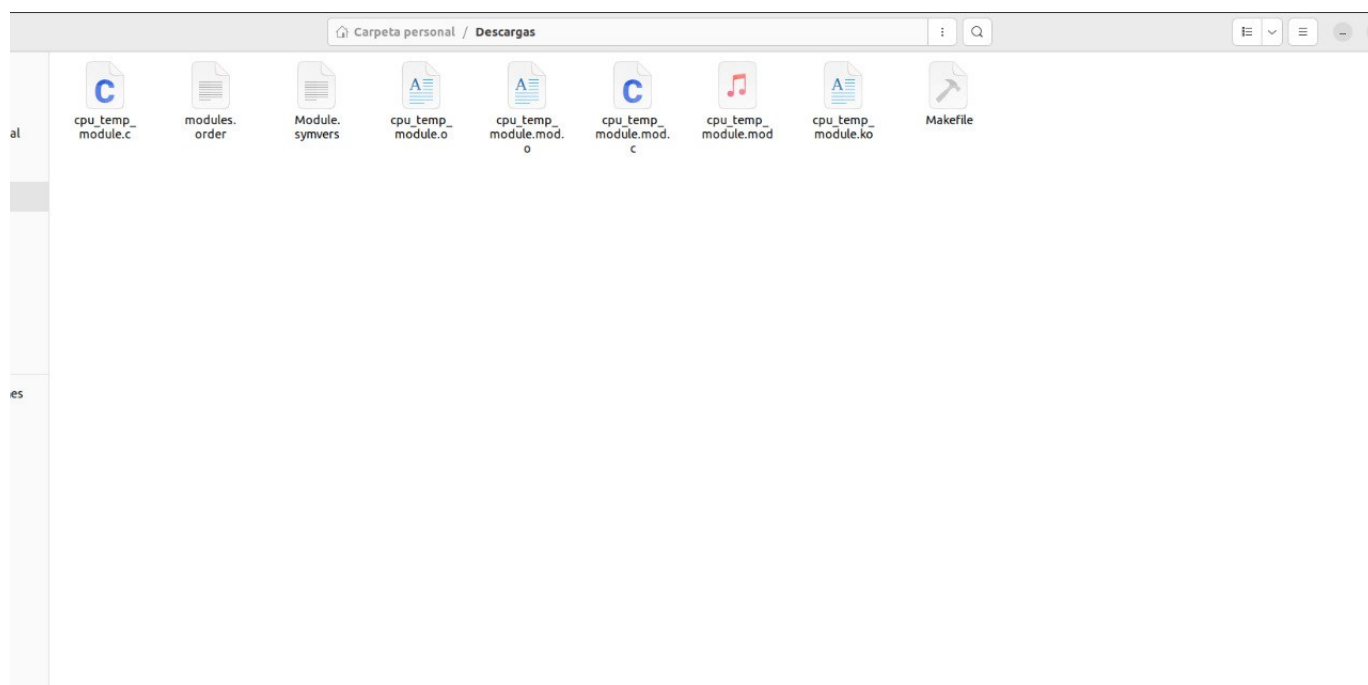 Carpeta personal / Descargas
cpu_temp_
module.c
modules.
order
Module.
symvers
cpu_temp_
module.o
cpu_temp_
module.mod.
o
cpu_temp_
module.mod.
c
cpu_temp_
module.mod
cpu_temp_
module.ko
Makefile
al
es